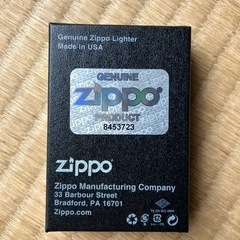 Genuine Zippo Lighter
Made in USA
GENUINE
zippo
PRODUCT
8453723
zippo
Zippo Manufacturing Company
33 Barbour Street
Bradford, PA 16701
Zippo.com